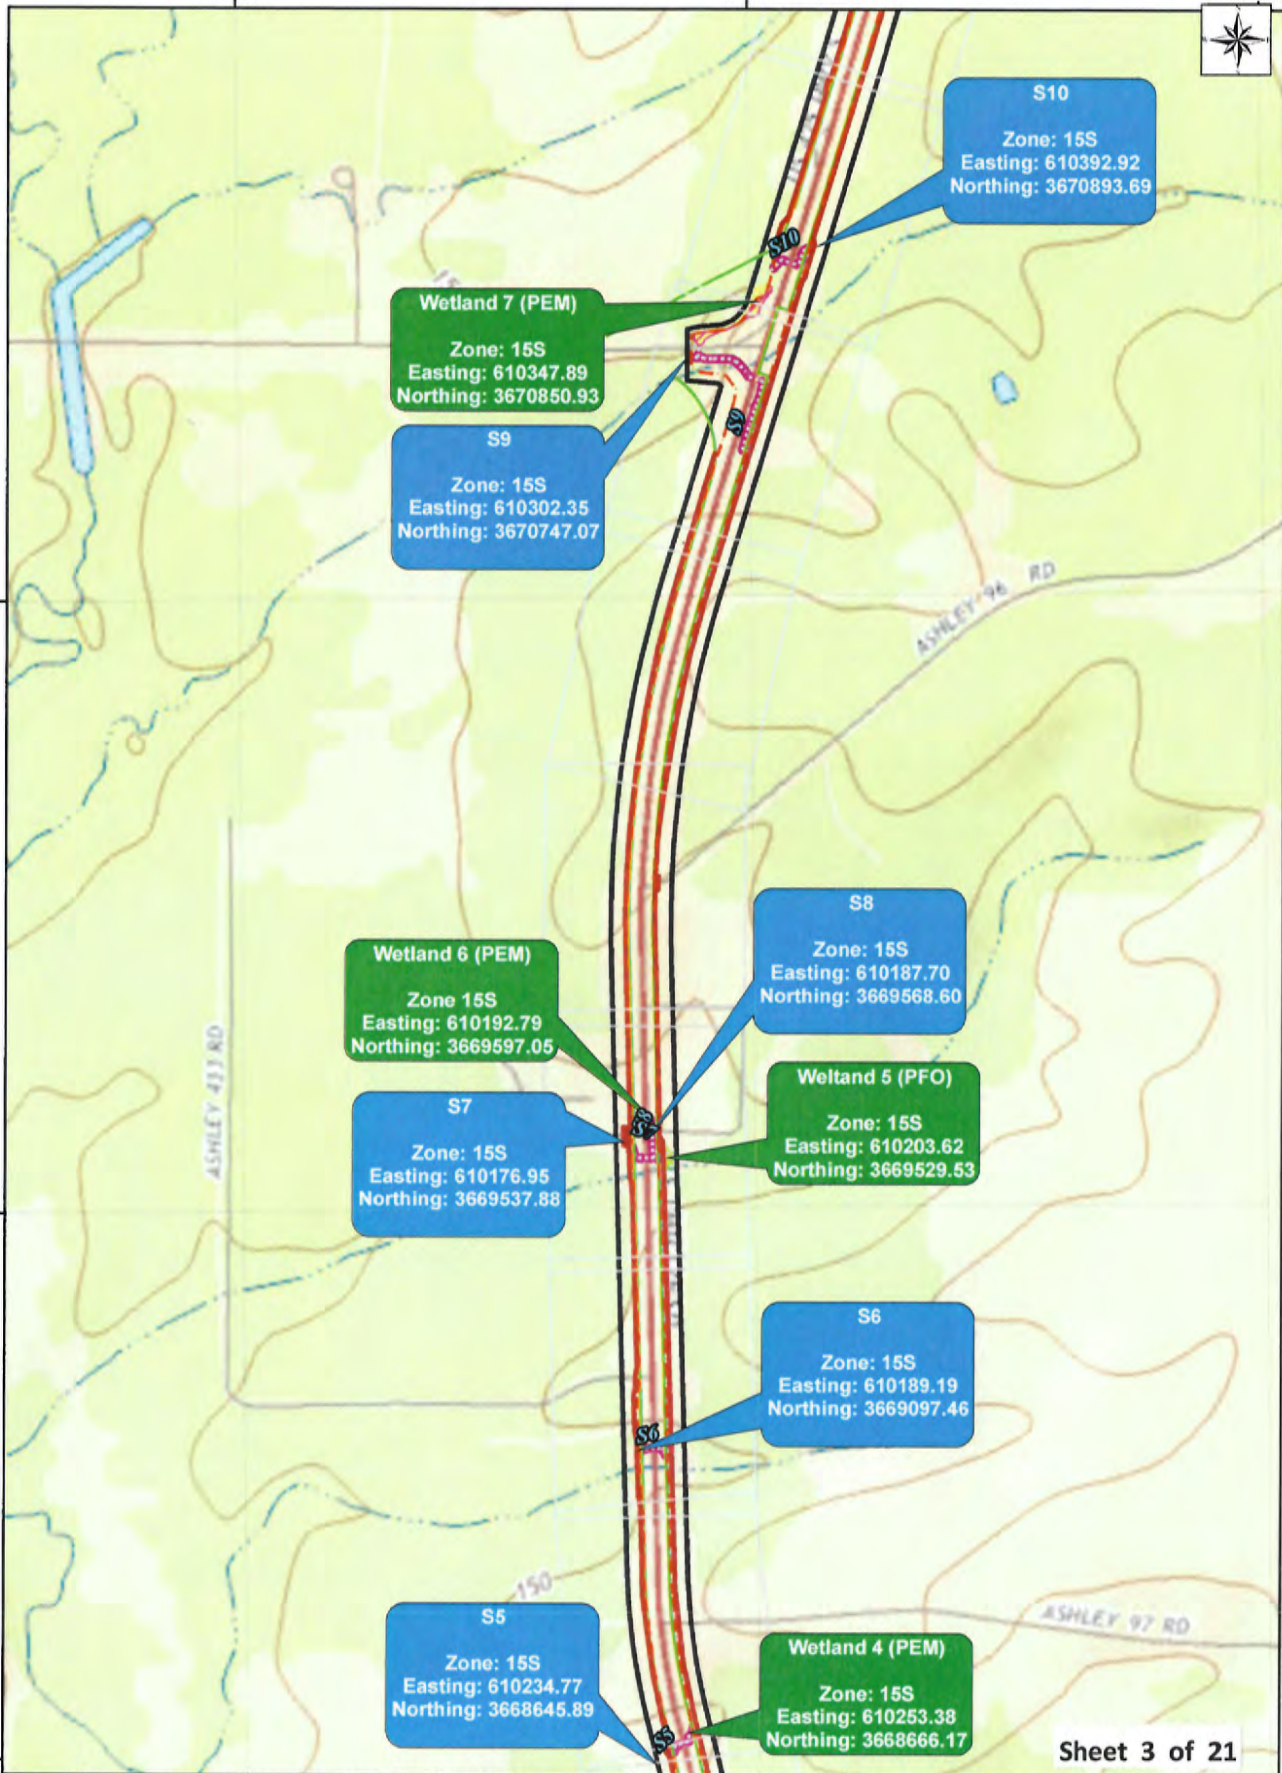 S10
Zone: 15S
Easting: 610392.92
Northing: 3670893.69
S10
Wetland 7 (PEM)
Zone: 15S
Easting: 610347.89
Northing: 3670850.93
S9
Zone: 15S
Easting: 610302.35
Northing: 3670747.07
S9
ASHLEY 96 RD
S8
Zone: 15S
Easting: 610187.70
Northing: 3669568.60
Wetland 6 (PEM)
Zone 15S
Easting: 610192.79
Northing: 3669597.05
ASHLEY 433 RD
Weltand 5 (PFO)
Zone: 15S
Easting: 610203.62
Northing: 3669529.53
S7
Zone: 15S
Easting: 610176.95
Northing: 3669537.88
S6
Zone: 15S
Easting: 610189.19
Northing: 3669097.46
S6
150
ASHLEY 97 RD
S5
Zone: 15S
Easting: 610234.77
Northing: 3668645.89
S5
Wetland 4 (PEM)
Zone: 15S
Easting: 610253.38
Northing: 3668666.17
Sheet 3 of 21